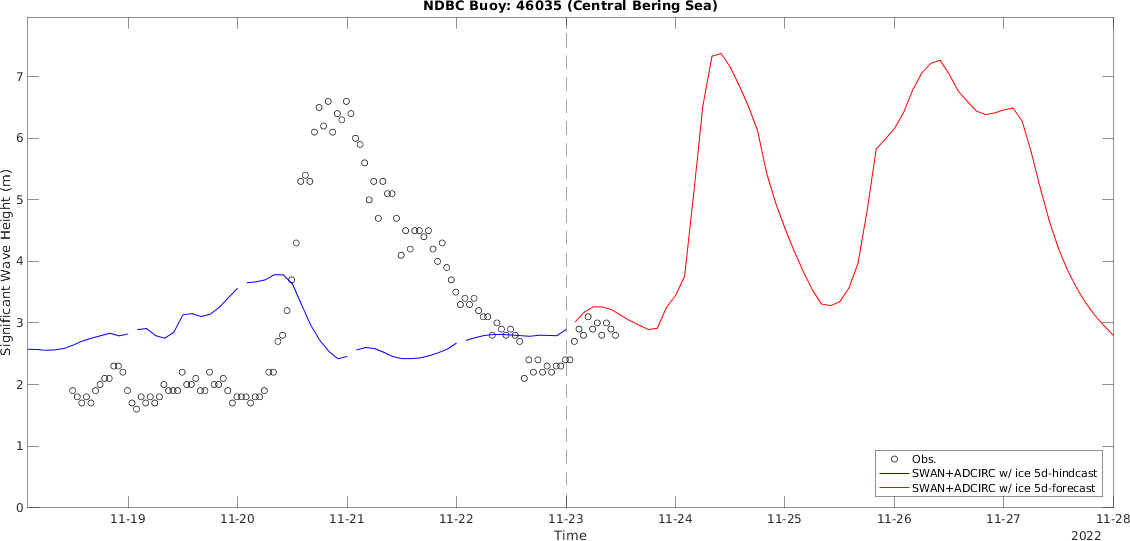 NDBC Buoy: 46035 (Central Bering Sea)
Significant Wave Height (m)
7
6
5
4
3
2
1
0
Obs.
SWAN+ADCIRC w/ ice 5d-hindcast
SWAN+ADCIRC w/ ice 5d-forecast
11-19 11-20 11-21 11-22 11-23 11-24 11-25 11-26 11-27 11-28
Time
2022